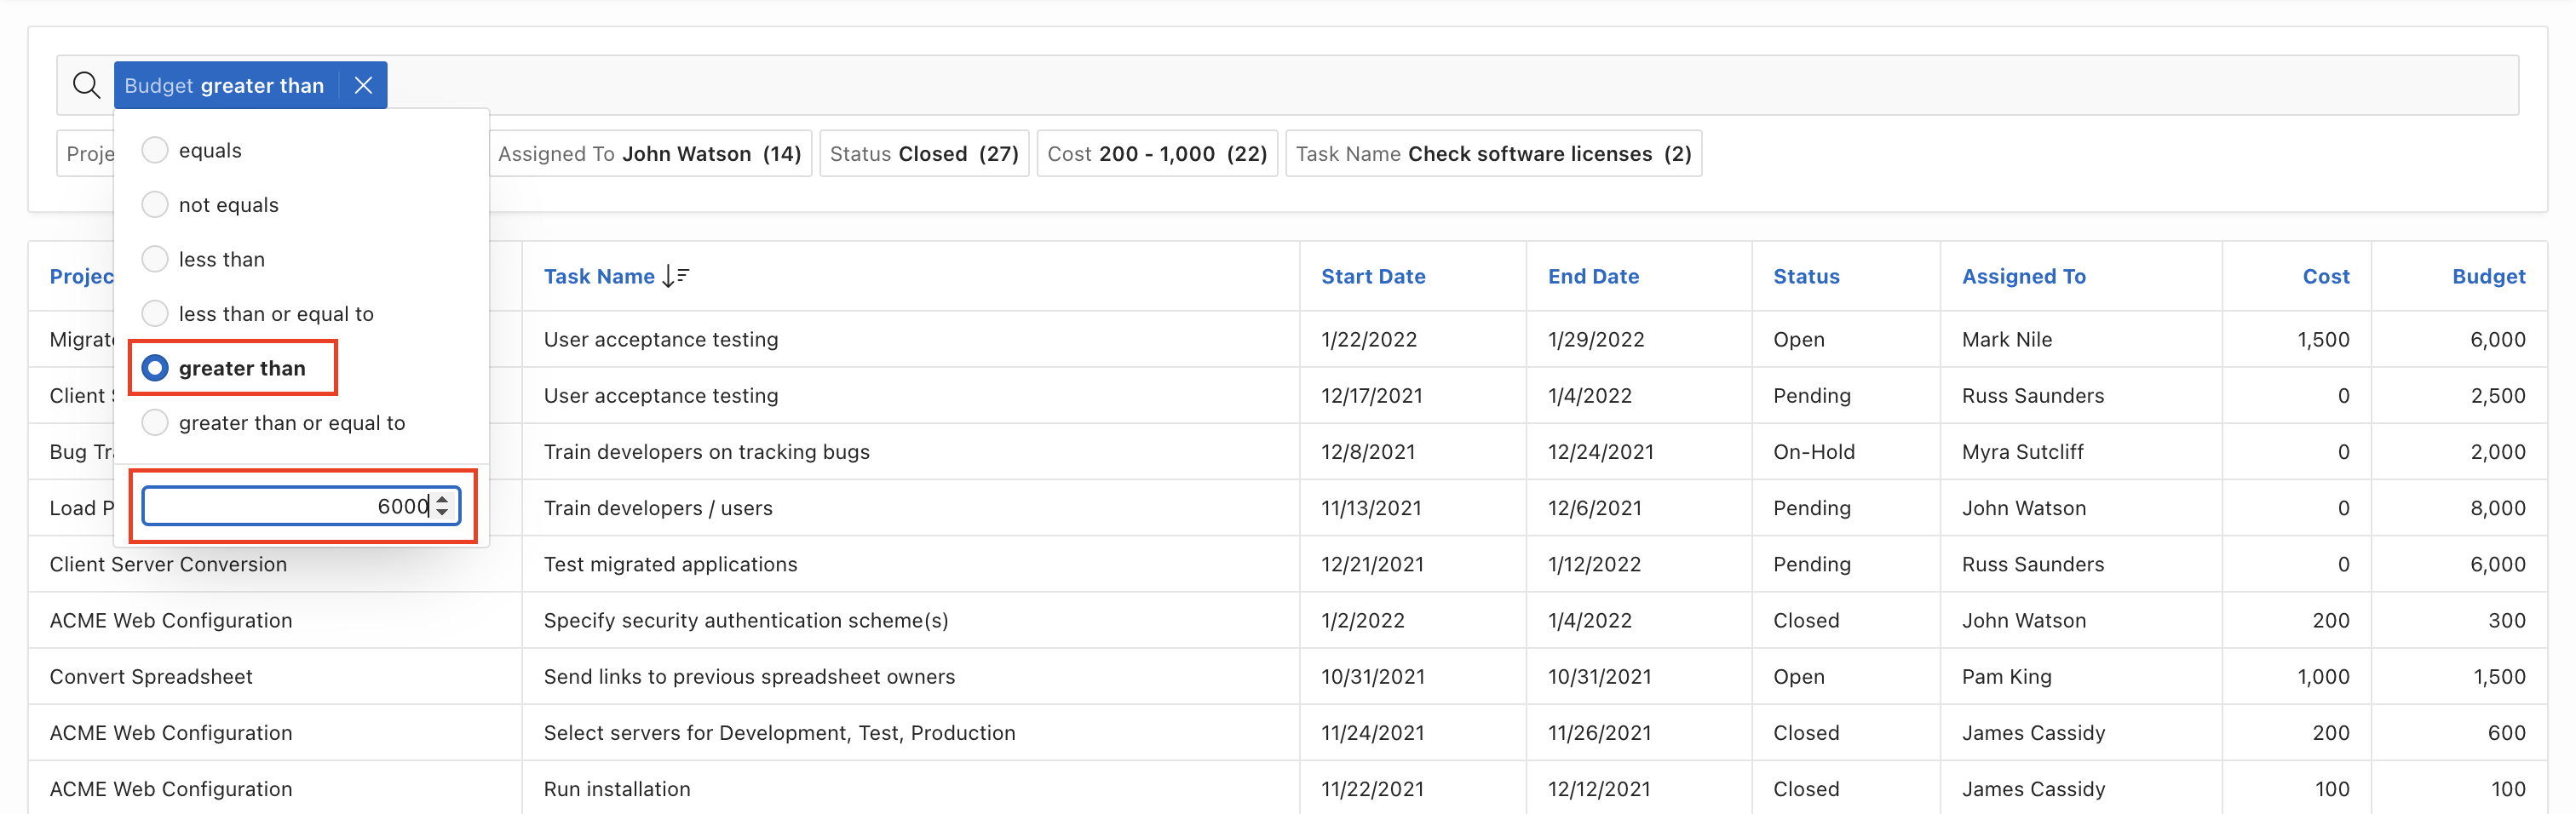 Budget greater than
Proje Assigned To John Watson (14) Status Closed (27) Cost 200 - 1,000 (22) Task Name Check software licenses (2)
equals
not equals
less than
less than or equal to
greater than
greater than or equal to
6000
Projec Task Name Start Date End Date Status Assigned To Cost Budget
Migrat User acceptance testing 1/22/2022 1/29/2022 Open Mark Nile 1,500 6,000
Client User acceptance testing 12/17/2021 1/4/2022 Pending Russ Saunders 0 2,500
Bug Tr Train developers on tracking bugs 12/8/2021 12/24/2021 On-Hold Myra Sutcliff 0 2,000
Load P Train developers / users 11/13/2021 12/6/2021 Pending John Watson 0 8,000
Client Server Conversion Test migrated applications 12/21/2021 1/12/2022 Pending Russ Saunders 0 6,000
ACME Web Configuration Specify security authentication scheme(s) 1/2/2022 1/4/2022 Closed John Watson 200 300
Convert Spreadsheet Send links to previous spreadsheet owners 10/31/2021 10/31/2021 Open Pam King 1,000 1,500
ACME Web Configuration Select servers for Development, Test, Production 11/24/2021 11/26/2021 Closed James Cassidy 200 600
ACME Web Configuration Run installation 11/22/2021 12/12/2021 Closed James Cassidy 100 100